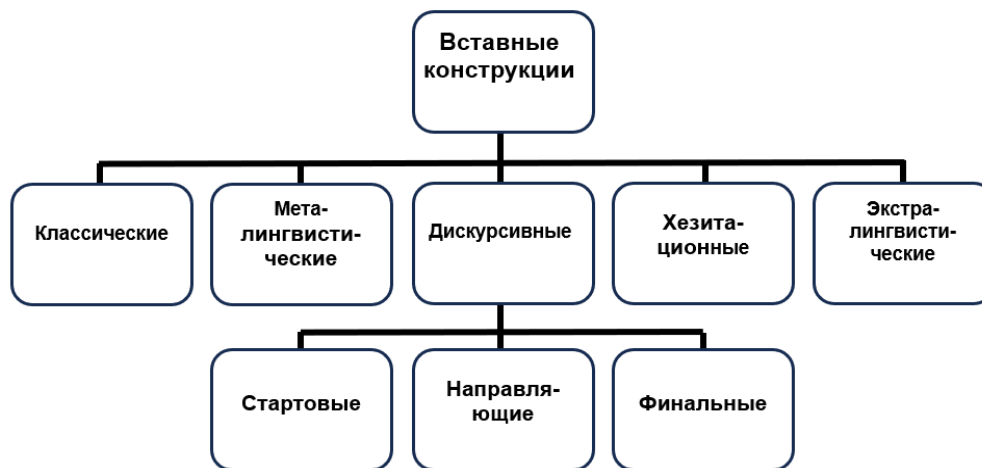 Вставные
конструкции
Классические
Мета-
лингвисти-
ческие
Дискурсивные
Хезита-
ционные
Экстра-
лингвисти-
ческие
Стартовые
Направля-
ющие
Финальные